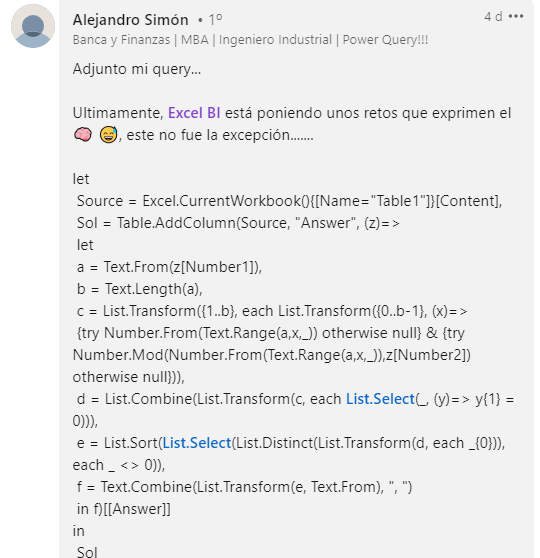 Alejandro Simón • 1º
4 d •••
Banca y Finanzas | MBA | Ingeniero Industrial | Power Query!!!
Adjunto mi query...
Ultimamente, Excel BI está poniendo unos retos que exprimen el
🧠 😅, este no fue la excepción.......
let
Source = Excel.CurrentWorkbook(){[Name="Table1"]}[Content],
Sol = Table.AddColumn(Source, "Answer", (z)=>
let
a = Text.From(z[Number1]),
b = Text.Length(a),
c = List.Transform({1..b}, each List.Transform({0..b-1}, (x)=>
{try Number.From(Text.Range(a,x,_)) otherwise null} & {try
Number.Mod(Number.From(Text.Range(a,x,_)),z[Number2])
otherwise null})),
d = List.Combine(List.Transform(c, each List.Select(_, (y)=> y{1} =
0))),
e = List.Sort(List.Select(List.Distinct(List.Transform(d, each _{0})),
each _ <> 0)),
f = Text.Combine(List.Transform(e, Text.From), ", ")
in f)[[Answer]]
in
Sol